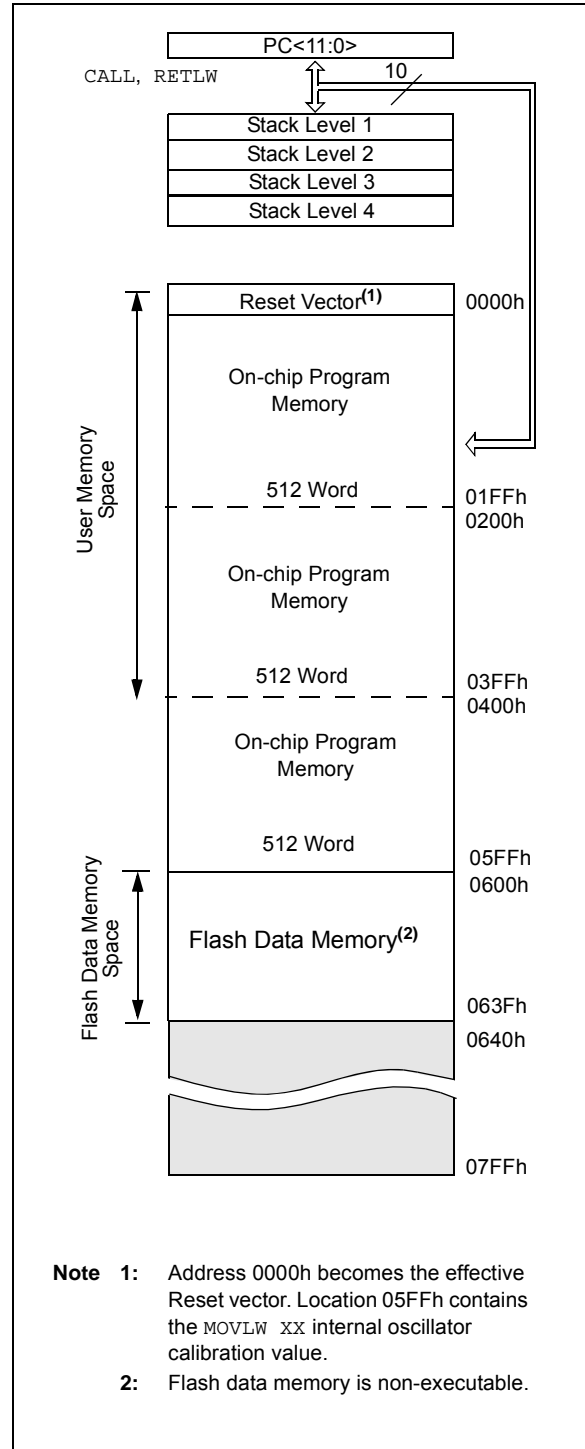 PC<11:0>
CALL, RETLW
10
Stack Level 1
Stack Level 2
Stack Level 3
Stack Level 4
Reset Vector(1)
0000h
On-chip Program
Memory
User Memory
Space
512 Word
01FFh
0200h
On-chip Program
Memory
512 Word
03FFh
0400h
On-chip Program
Memory
512 Word
05FFh
0600h
Flash Data Memory
Space
Flash Data Memory(2)
063Fh
0640h
07FFh
Note 1: Address 0000h becomes the effective
Reset vector. Location 05FFh contains
the MOVLW XX internal oscillator
calibration value.
2: Flash data memory is non-executable.